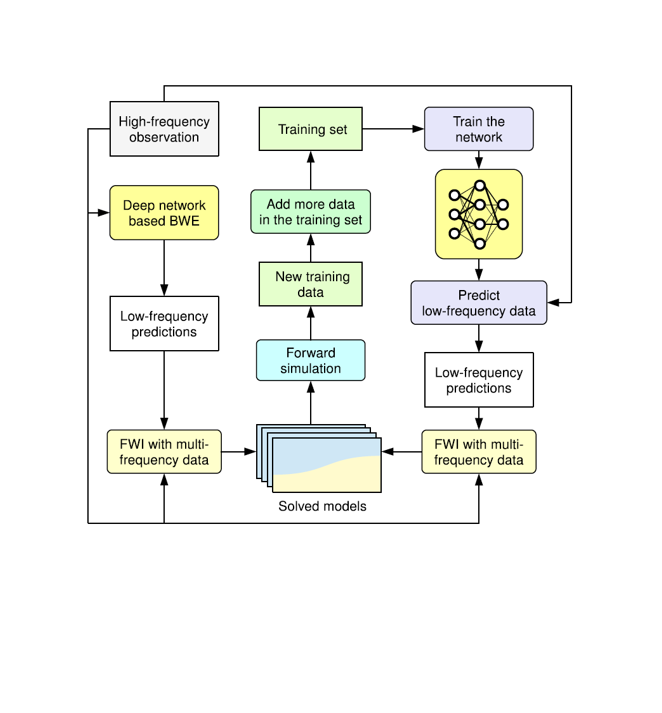 High-frequency
observation
Deep network
based BWE
Low-frequency
predictions
FWI with multi-
frequency data
Training set
Add more data
in the training set
New training
data
Forward
simulation
Solved models
Train the
network
Predict
low-frequency data
Low-frequency
predictions
FWI with multi-
frequency data